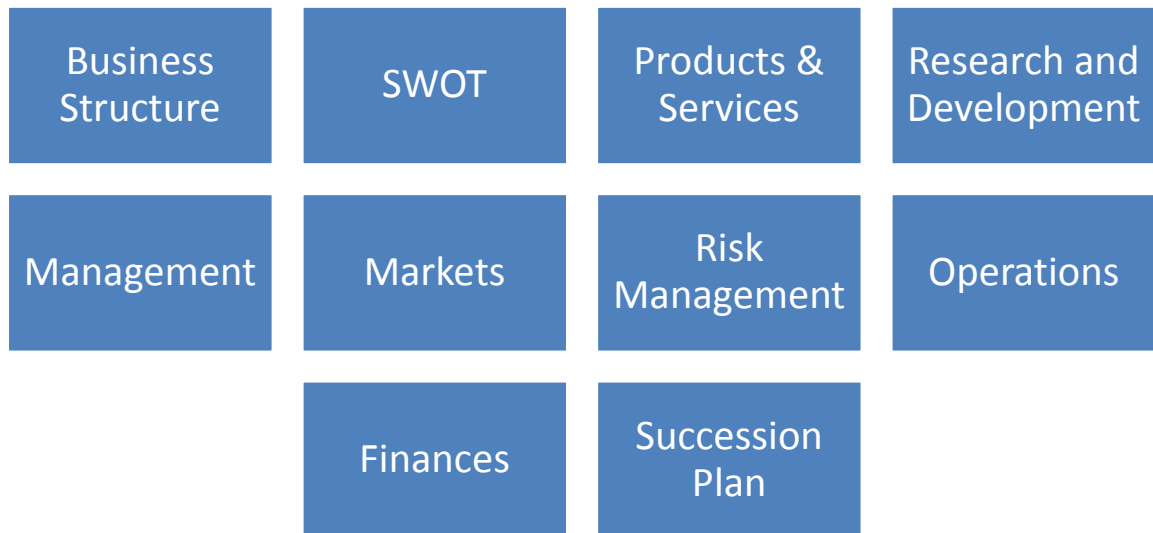 Business
Structure
SWOT
Products &
Services
Research and
Development
Management
Markets
Risk
Management
Operations
Finances
Succession
Plan